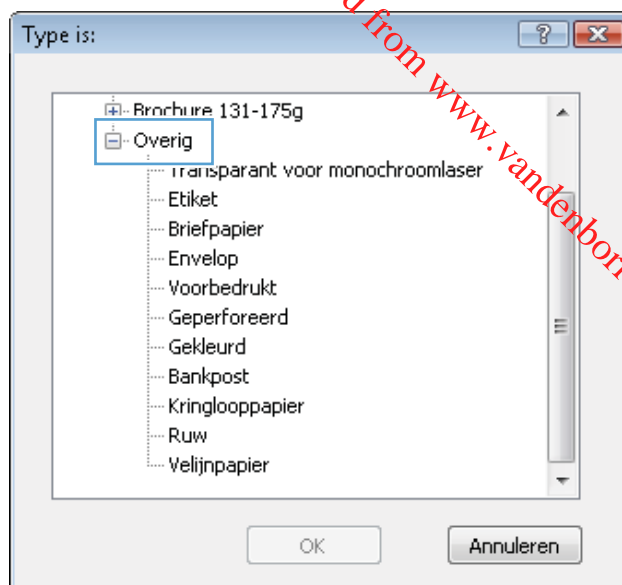 Type is:
Brochure 131-175g
Overig
Transparant voor monochroomlaser
Etiket
Briefpapier
Envelop
Voorbedrukt
Geperforeerd
Gekleurd
Bankpost
Kringlooppapier
Ruw
Velijnpapier
OK
Annuleren
from www.vandenborr